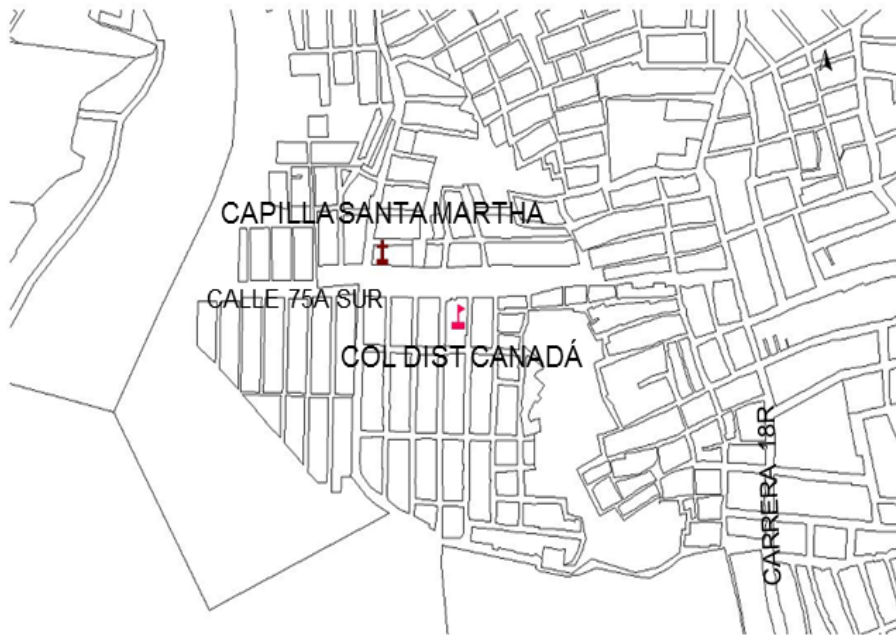 CAPILLA SANTA MARTHA
CALLE 75A SUR
COL DIST CANADÁ
CARRERA 18R